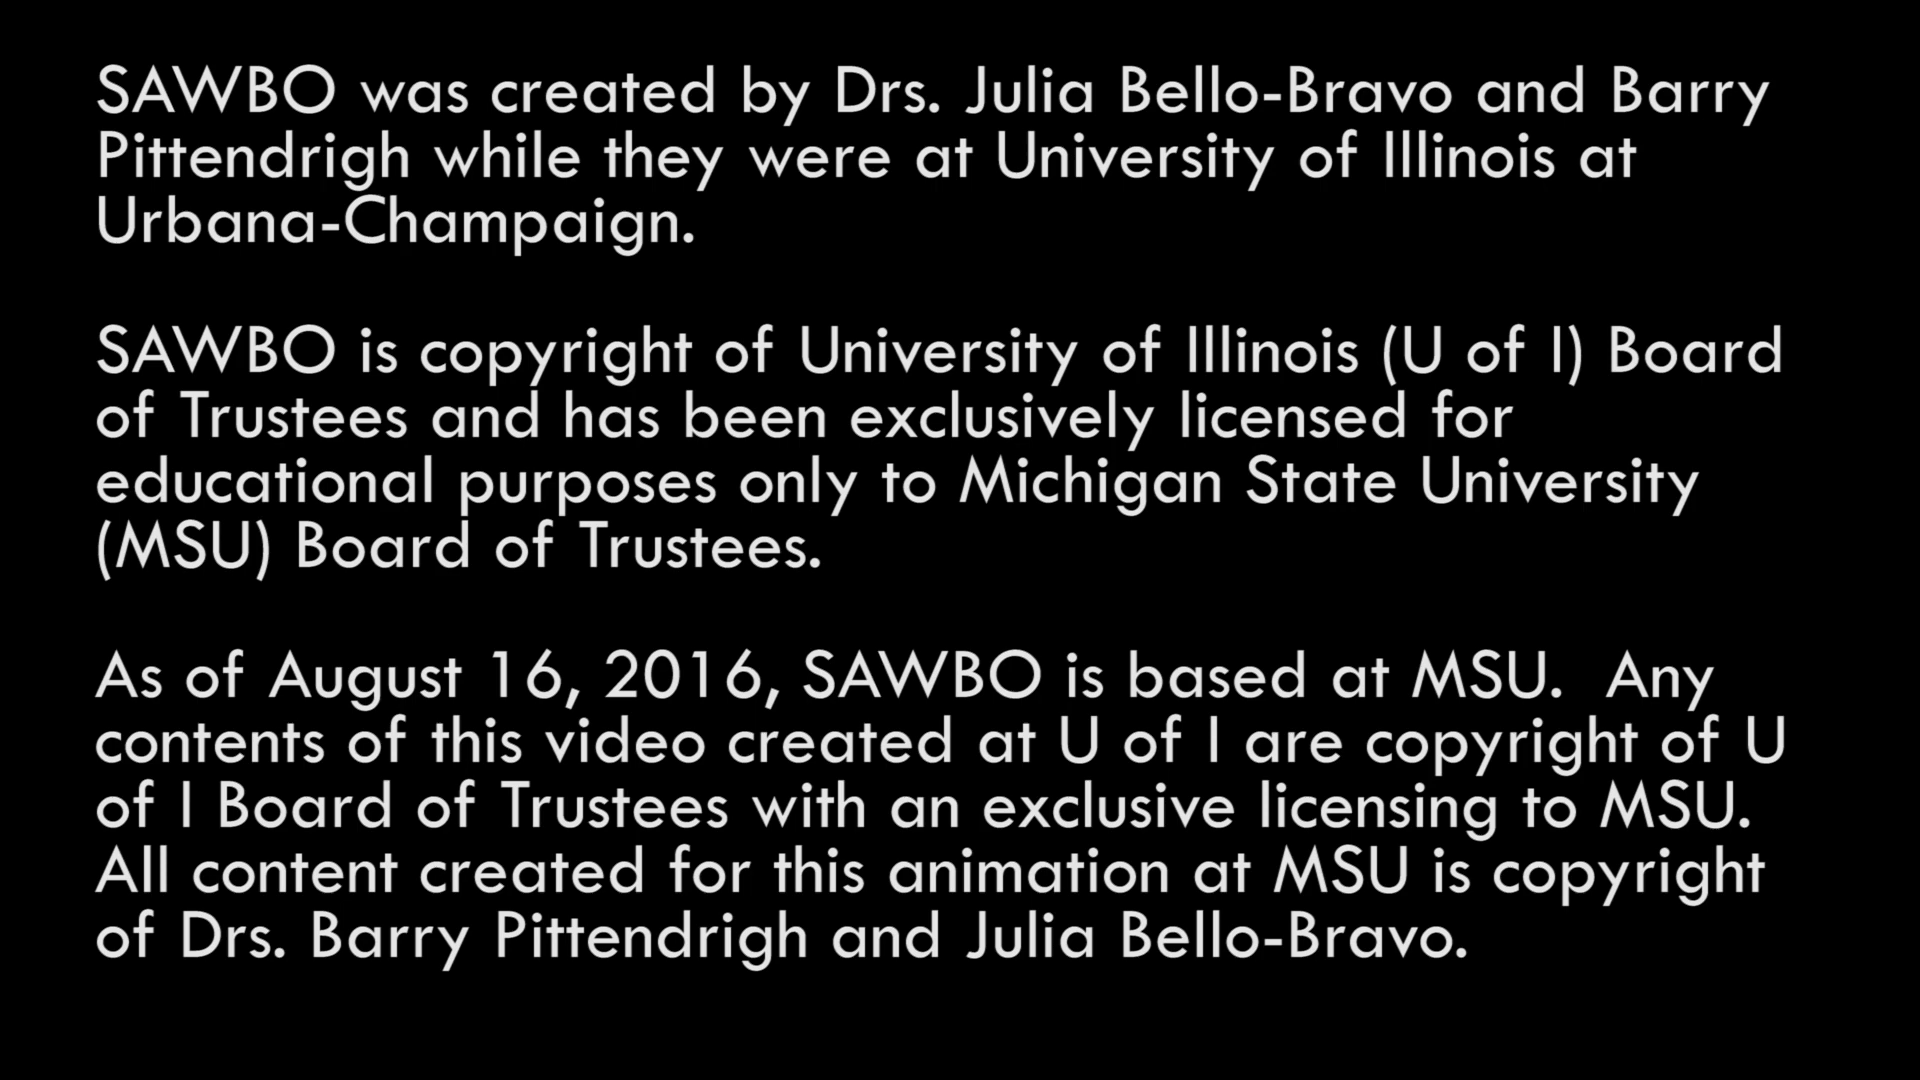 SAWBO was created by Drs. Julia Bello-Bravo and Barry
Pittendrigh while they were at University of Illinois at
Urbana-Champaign.
SAWBO is copyright of University of Illinois (U of I) Board
of Trustees and has been exclusively licensed for
educational purposes only to Michigan State University
(MSU) Board of Trustees.
As of August 16, 2016, SAWBO is based at MSU.  Any
contents of this video created at U of I are copyright of U
of I Board of Trustees with an exclusive licensing to MSU.
All content created for this animation at MSU is copyright
of Drs. Barry Pittendrigh and Julia Bello-Bravo.